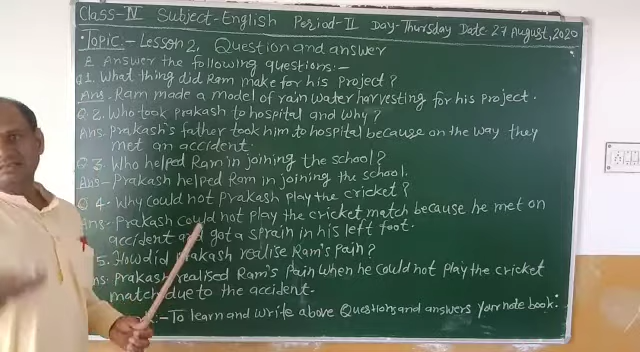 Class-IV Subject-English Period-II Day-Thursday Date 27 August, 2020
Topic:- Lesson 2, Question and answer
E Answer the following questions:-
Q1. What thing did Ram make for his project?
Ans- Ram made a model of rain water harvesting for his project.
Q.2. Who took Prakash to hospital and why?
Ans. Prakash's father took him to hospital because on the way they
met an accident.
Q 3. Who helped Ram in joining the school?
Ans- Prakash helped Ram in joining the school.
Q 4- Why could not Prakash play the cricket?
Ans- Prakash could not play the cricket match because he met on
accident and got a sprain in his left foot.
5. How did Prakash realise Ram's pain?
Ans: Prakash realised Ram's pain when he could not play the cricket
match due to the accident.
:- To learn and write above Questions and answers your note book.